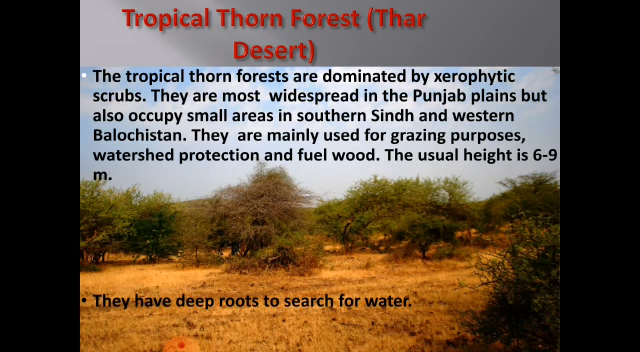 Tropical Thorn Forest (Thar
Desert)
• The tropical thorn forests are dominated by xerophytic
scrubs. They are most widespread in the Punjab plains but
also occupy small areas in southern Sindh and western
Balochistan. They are mainly used for grazing purposes,
watershed protection and fuel wood. The usual height is 6-9
m.
• They have deep roots to search for water.